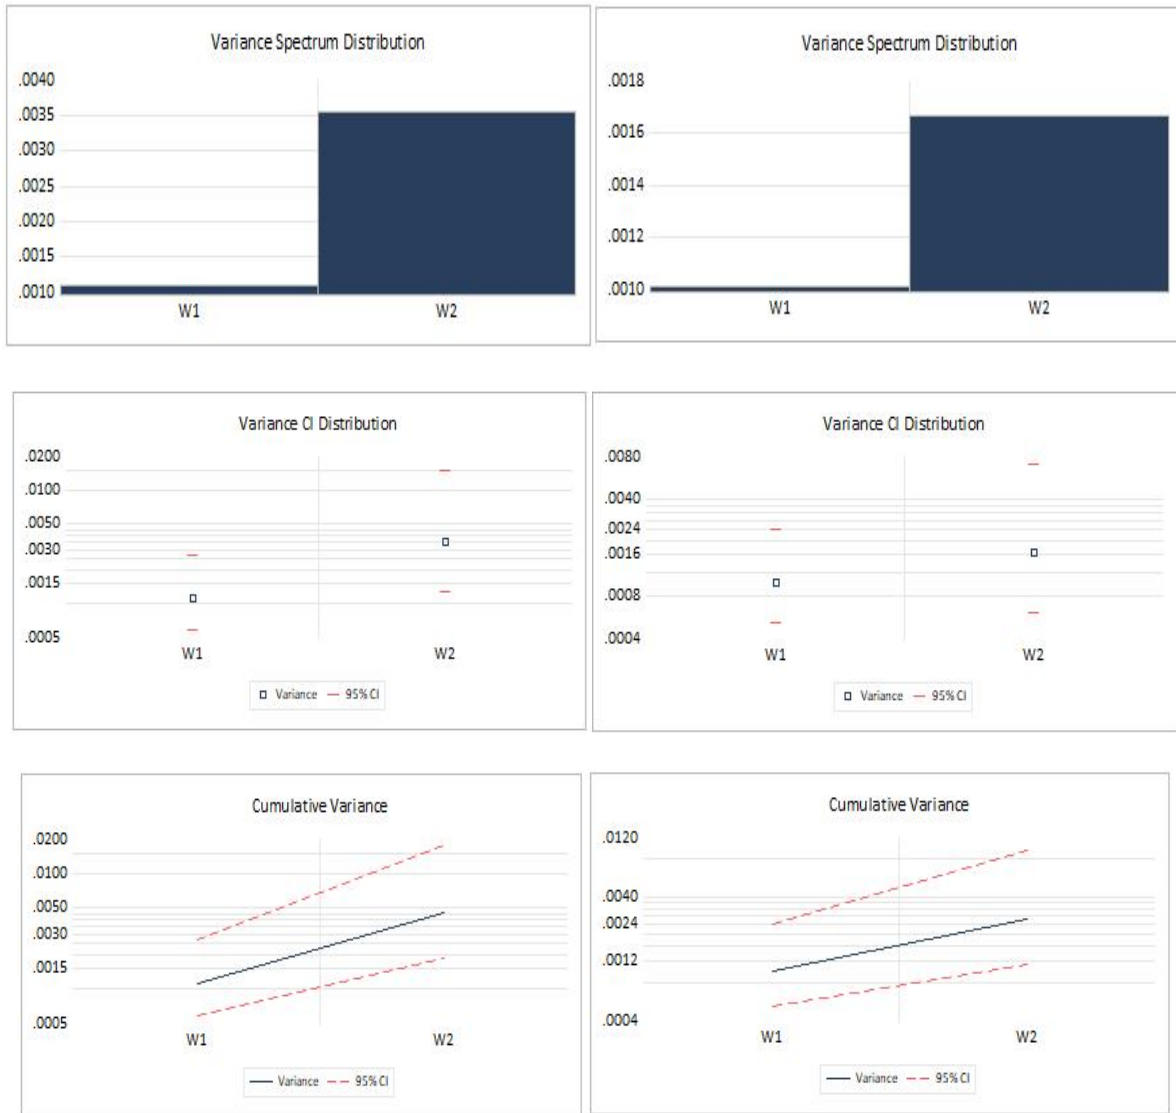 Variance Spectrum Distribution
.0040
.0035
.0030
.0025
.0020
.0015
.0010
W1 W2
Variance Spectrum Distribution
.0018
.0016
.0014
.0012
.0010
W1 W2
Variance CI Distribution
.0200
.0100
.0050
.0030
.0015
.0005
W1 W2
Variance 95% CI
Variance CI Distribution
.0080
.0040
.0024
.0016
.0008
.0004
W1 W2
Variance 95% CI
Cumulative Variance
.0200
.0100
.0050
.0030
.0015
.0005
W1 W2
Variance 95% CI
Cumulative Variance
.0120
.0040
.0024
.0012
.0004
W1 W2
Variance 95% CI